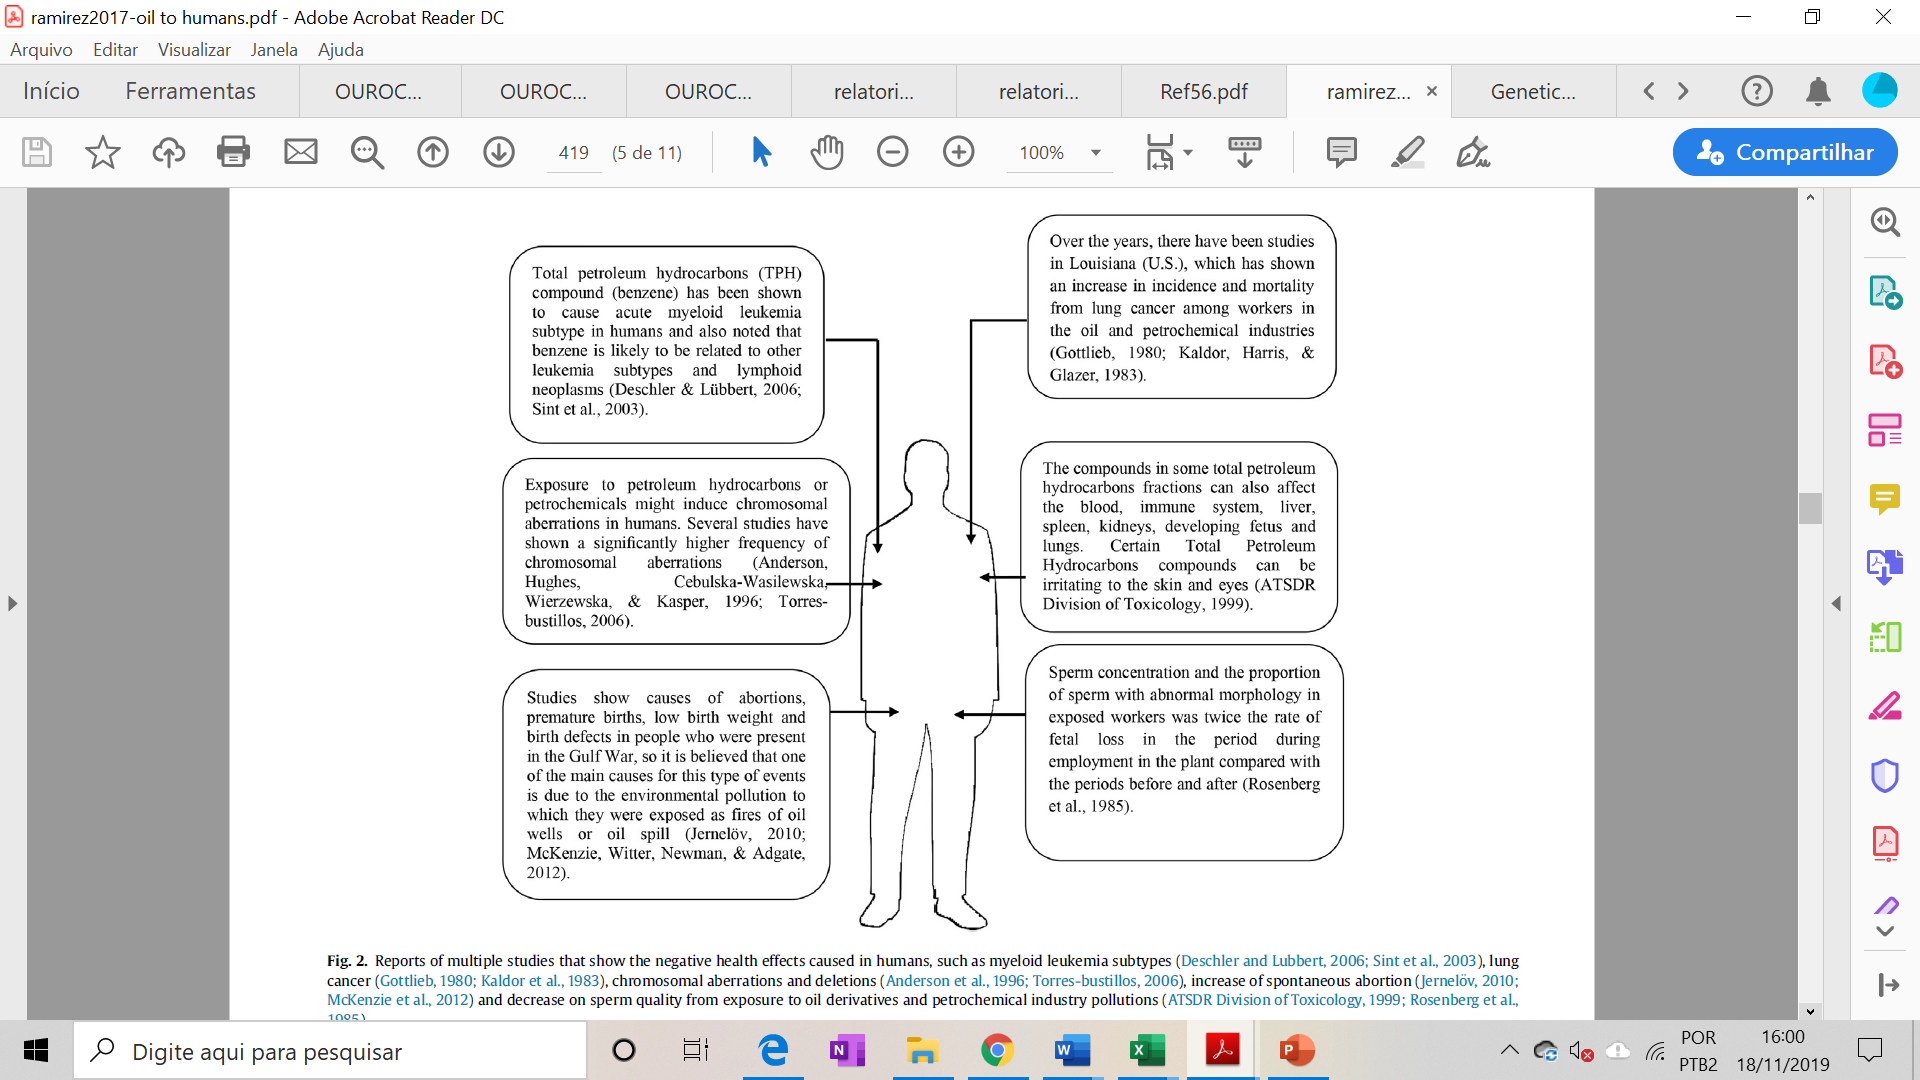 ramirez2017-oil to humans.pdf - Adobe Acrobat Reader DC
Arquivo Editar Visualizar Janela Ajuda
Início Ferramentas OUROC... OUROC... OUROC... relatori... relatori... Ref56.pdf ramirez... × Genetic...
419 (5 de 11) 100% Compartilhar
Total petroleum hydrocarbons (TPH)
compound (benzene) has been shown
to cause acute myeloid leukemia
subtype in humans and also noted that
benzene is likely to be related to other
leukemia subtypes and lymphoid
neoplasms (Deschler & Lübbert, 2006;
Sint et al., 2003).
Over the years, there have been studies
in Louisiana (U.S.), which has shown
an increase in incidence and mortality
from lung cancer among workers in
the oil and petrochemical industries
(Gottlieb, 1980; Kaldor, Harris, &
Glazer, 1983).
Exposure to petroleum hydrocarbons or
petrochemicals might induce chromosomal
aberrations in humans. Several studies have
shown a significantly higher frequency of
chromosomal aberrations (Anderson,
Hughes, Cebulska-Wasilewska,
Wierzewska, & Kasper, 1996; Torres-
bustillos, 2006).
The compounds in some total petroleum
hydrocarbons fractions can also affect
the blood, immune system, liver,
spleen, kidneys, developing fetus and
lungs. Certain Total Petroleum
Hydrocarbons compounds can be
irritating to the skin and eyes (ATSDR
Division of Toxicology, 1999).
Studies show causes of abortions,
premature births, low birth weight and
birth defects in people who were present
in the Gulf War, so it is believed that one
of the main causes for this type of events
is due to the environmental pollution to
which they were exposed as fires of oil
wells or oil spill (Jernelöv, 2010;
McKenzie, Witter, Newman, & Adgate,
2012).
Sperm concentration and the proportion
of sperm with abnormal morphology in
exposed workers was twice the rate of
fetal loss in the period during
employment in the plant compared with
the periods before and after (Rosenberg
et al., 1985).
Fig. 2. Reports of multiple studies that show the negative health effects caused in humans, such as myeloid leukemia subtypes (Deschler and Lubbert, 2006; Sint et al., 2003), lung
cancer (Gottlieb, 1980; Kaldor et al., 1983), chromosomal aberrations and deletions (Anderson et al., 1996; Torres-bustillos, 2006), increase of spontaneous abortion (Jernelöv, 2010;
McKenzie et al., 2012) and decrease on sperm quality from exposure to oil derivatives and petrochemical industry pollutions (ATSDR Division of Toxicology, 1999; Rosenberg et al.,
1985).
Digite aqui para pesquisar
POR 16:00
PTB2 18/11/2019